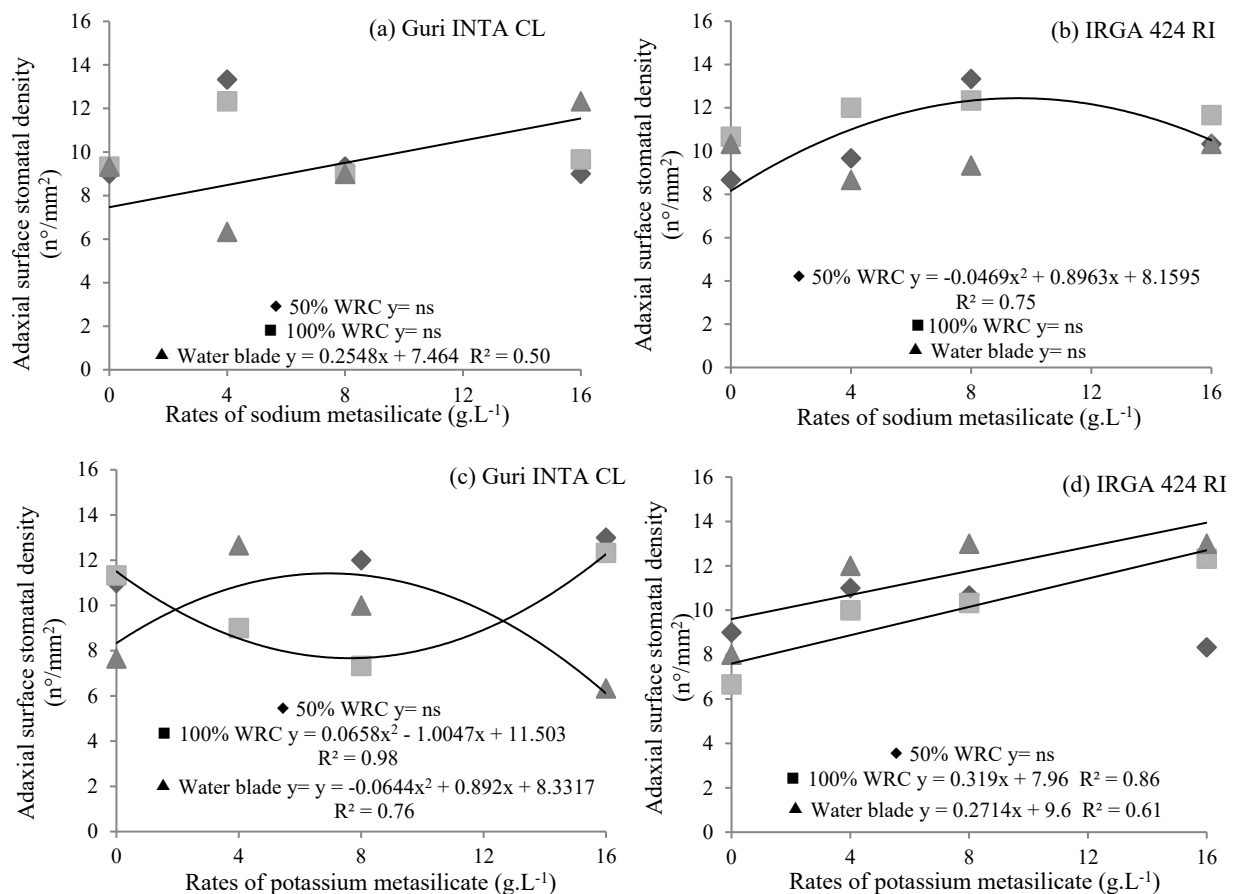 (a) Guri INTA CL
Adaxial surface stomatal density
(n°/mm²)
16
14
12
10
8
6
4
2
0
50% WRC y= ns
100% WRC y= ns
Water blade y = 0.2548x + 7.464 R² = 0.50
0 4 8 12 16
Rates of sodium metasilicate (g.L⁻¹)
(b) IRGA 424 RI
Adaxial surface stomatal density
(n°/mm²)
16
14
12
10
8
6
4
2
0
50% WRC y = -0.0469x² + 0.8963x + 8.1595
R² = 0.75
100% WRC y= ns
Water blade y= ns
0 4 8 12 16
Rates of sodium metasilicate (g.L⁻¹)
(c) Guri INTA CL
Adaxial surface stomatal density
(n°/mm²)
16
14
12
10
8
6
4
2
0
50% WRC y= ns
100% WRC y = 0.0658x² - 1.0047x + 11.503
R² = 0.98
Water blade y= y = -0.0644x² + 0.892x + 8.3317
R² = 0.76
0 4 8 12 16
Rates of potassium metasilicate (g.L⁻¹)
(d) IRGA 424 RI
Adaxial surface stomatal density
(n°/mm²)
16
14
12
10
8
6
4
2
0
50% WRC y= ns
100% WRC y = 0.319x + 7.96 R² = 0.86
Water blade y = 0.2714x + 9.6 R² = 0.61
0 4 8 12 16
Rates of potassium metasilicate (g.L⁻¹)